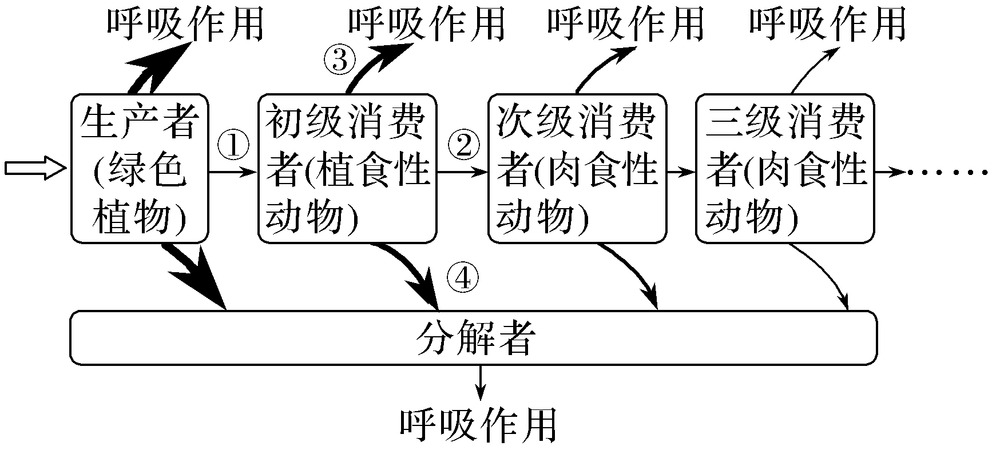 呼吸作用
呼吸作用
呼吸作用
呼吸作用
③
生产者
(绿色
植物)
①
初级消费
者(植食性
动物)
②
次级消费
者(肉食性
动物)
三级消费
者(肉食性
动物)
……
④
分解者
呼吸作用